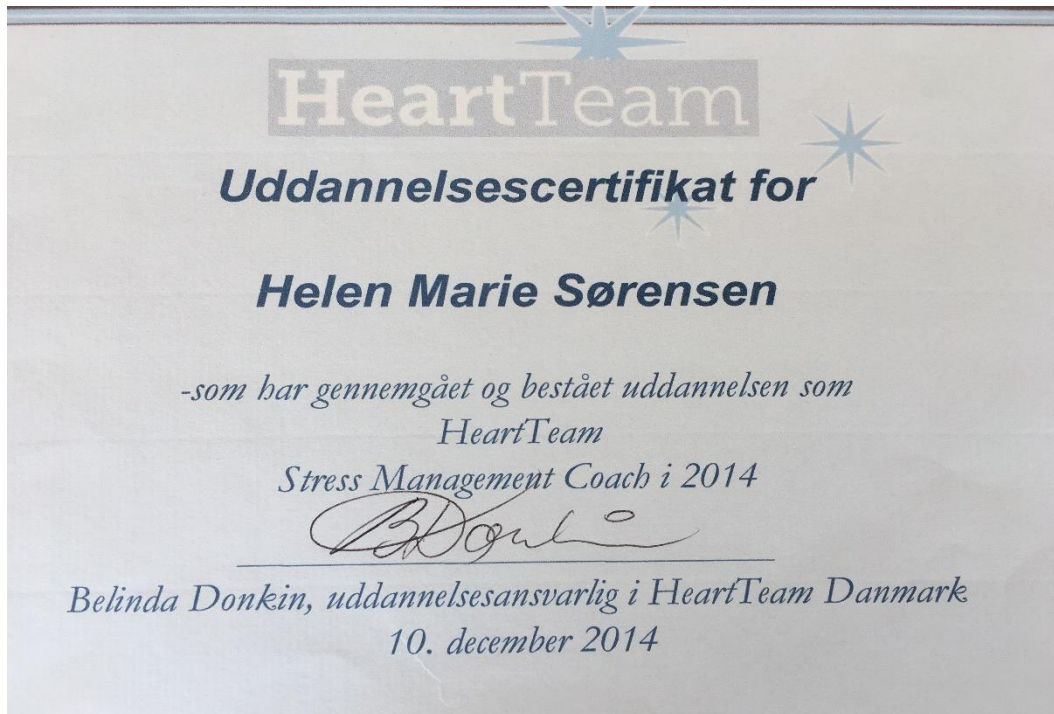 HeartTeam
Uddannelsescertifikat for
Helen Marie Sørensen
-som har gennemgået og bestået uddannelsen som
HeartTeam
Stress Management Coach i 2014
BDonkin
Belinda Donkin, uddannelsesansvarlig i HeartTeam Danmark
10. december 2014